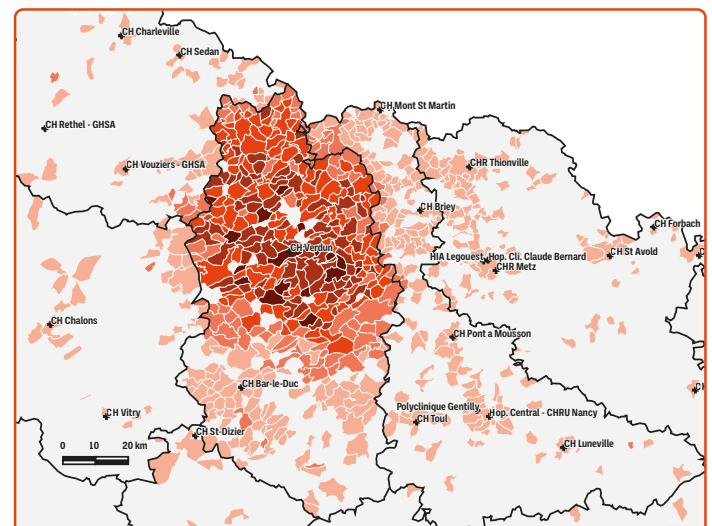 CH Charleville
CH Sedan
CH Mont St Martin
CH Rethel - GHSA
CH Vouziers - GHSA
CHR Thionville
CH Briey
CH Forbach
CH Verdun
HIA Legouest
Hop. Cli. Claude Bernard
CH St Avold
CHR Metz
CH Chalons
CH Pont a Mousson
CH Bar-le-Duc
CH Vitry
Polyclinique Gentilly
Hop. Central - CHRU Nancy
CH Toul
CH St-Dizier
CH Luneville
0 10 20 km